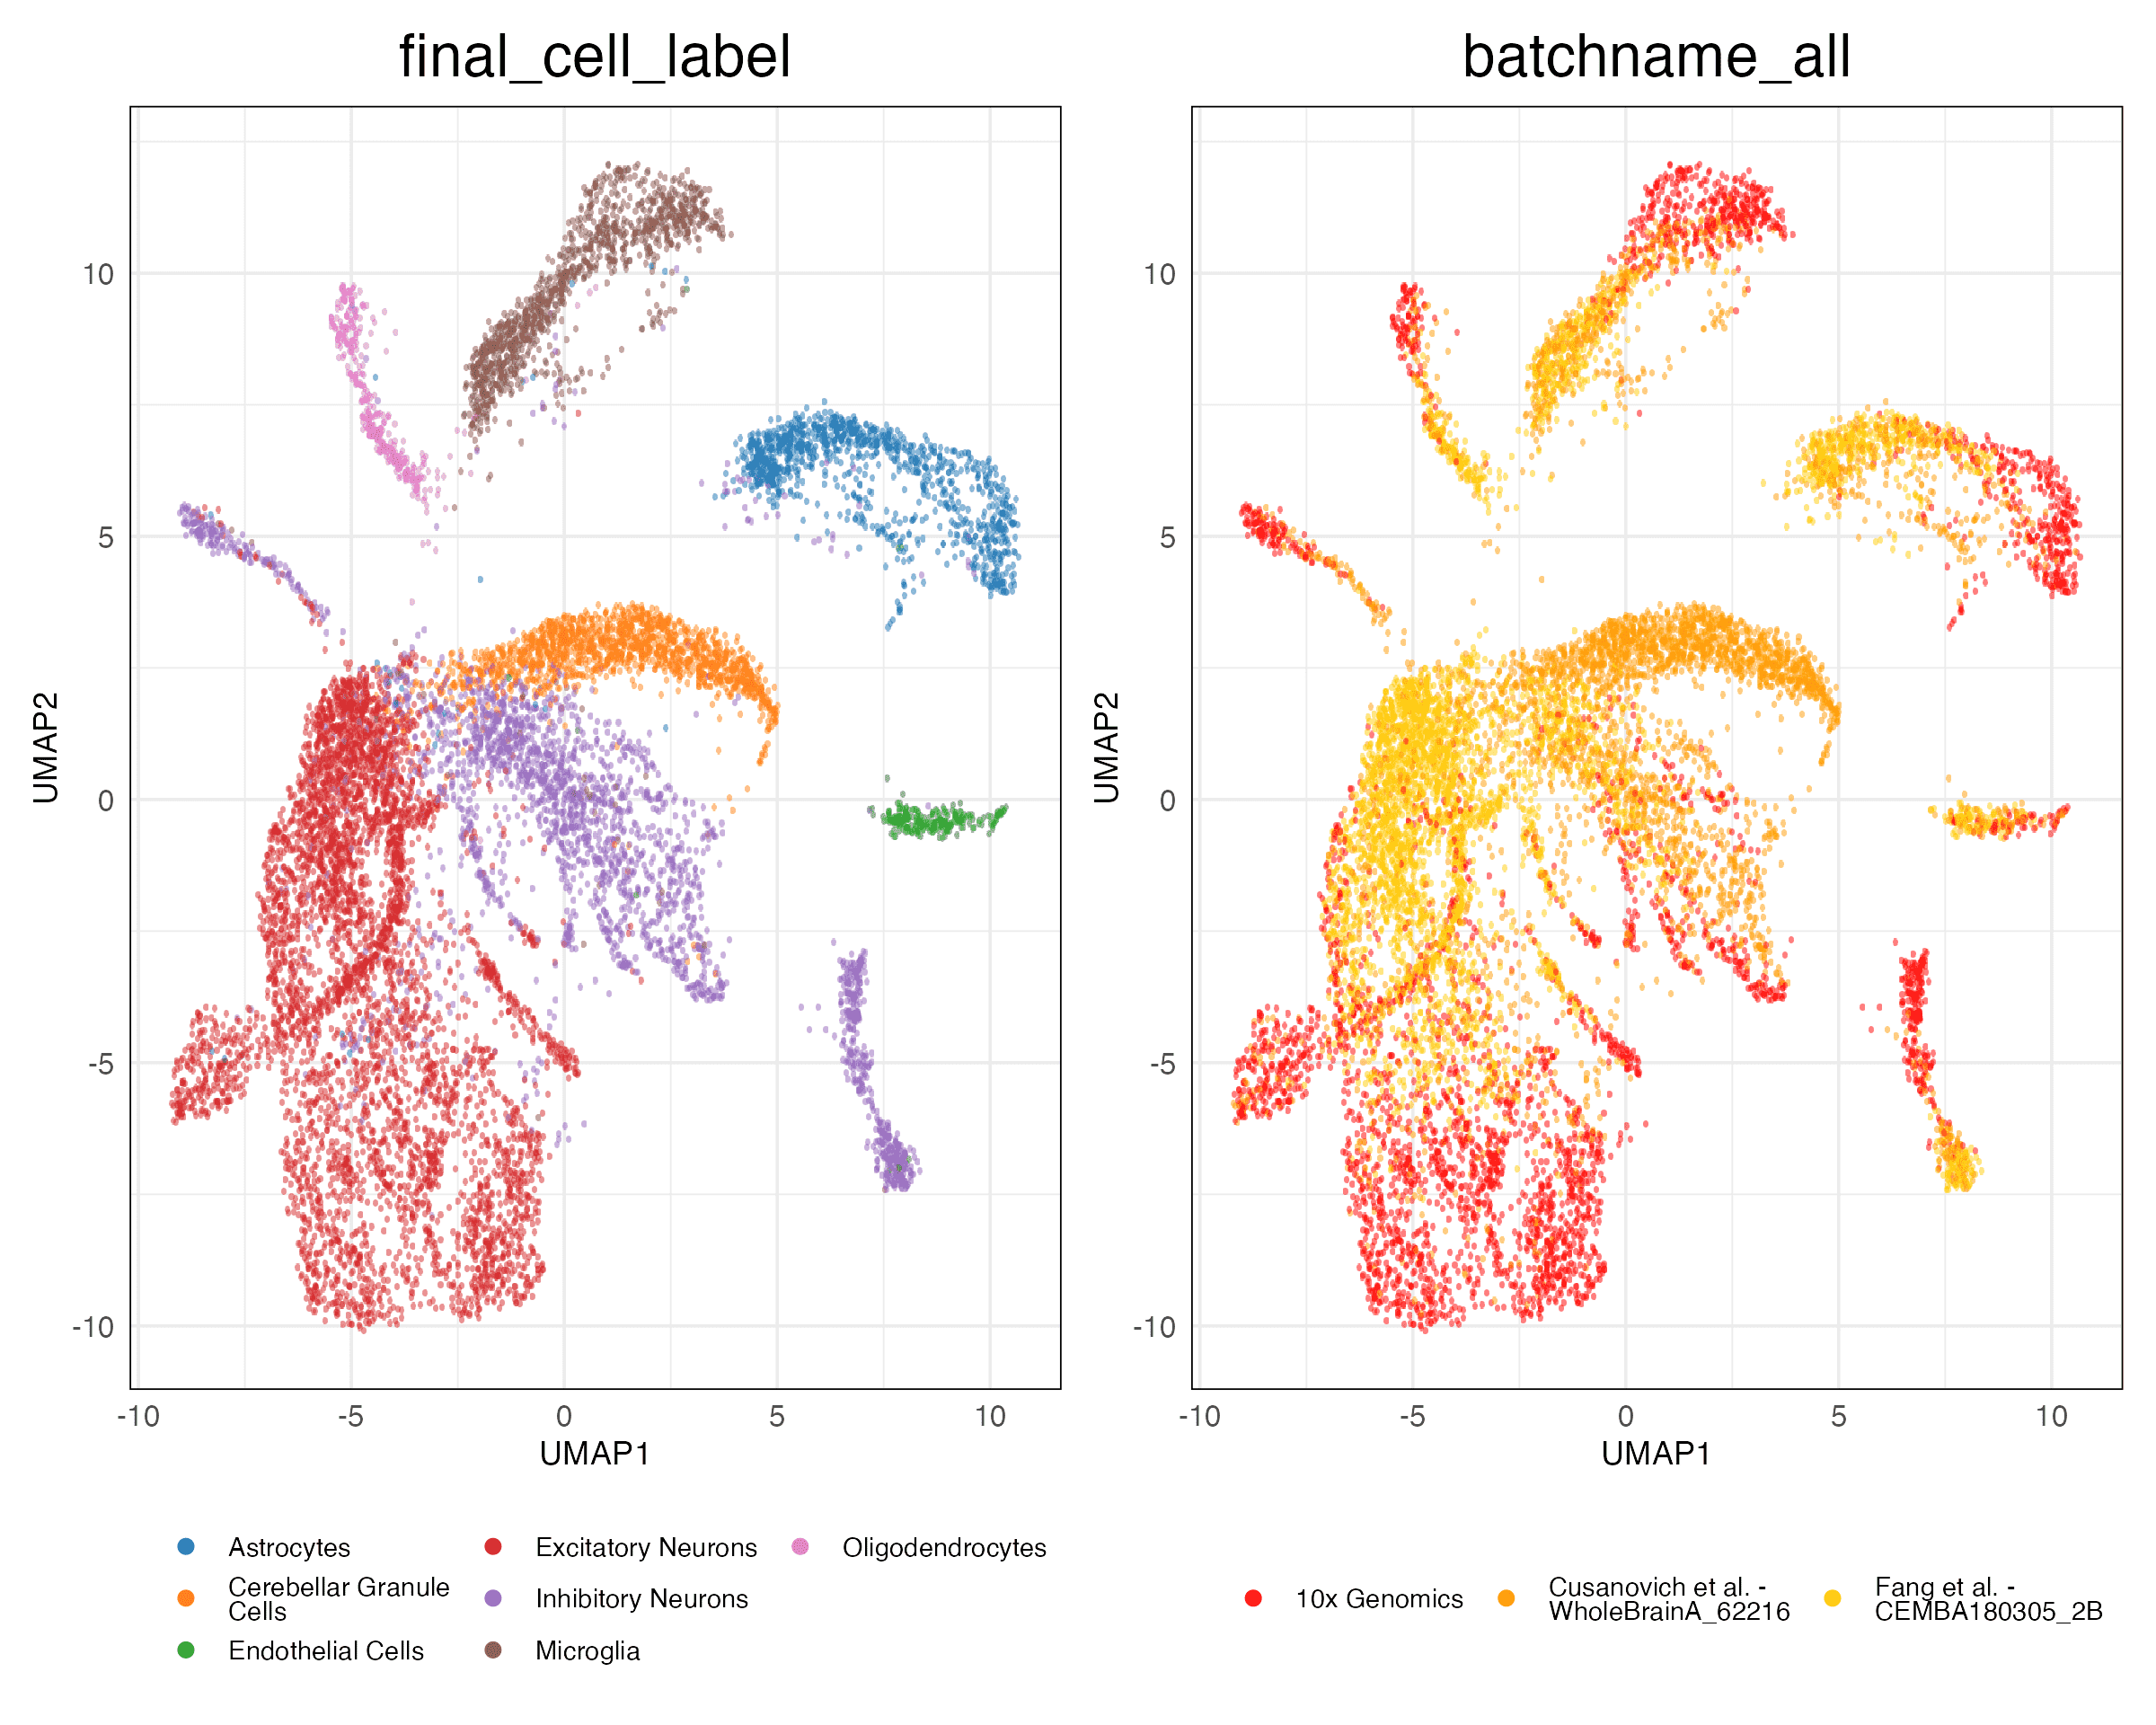 final_cell_label
batchname_all
UMAP2
10
5
0
-5
-10
-10
-5
0
5
10
UMAP1
UMAP2
10
5
0
-5
-10
-10
-5
0
5
10
UMAP1
Astrocytes
Cerebellar Granule
Cells
Endothelial Cells
Excitatory Neurons
Inhibitory Neurons
Microglia
Oligodendrocytes
10x Genomics
Cusanovich et al. -
WholeBrainA_62216
Fang et al. -
CEMBA180305_2B